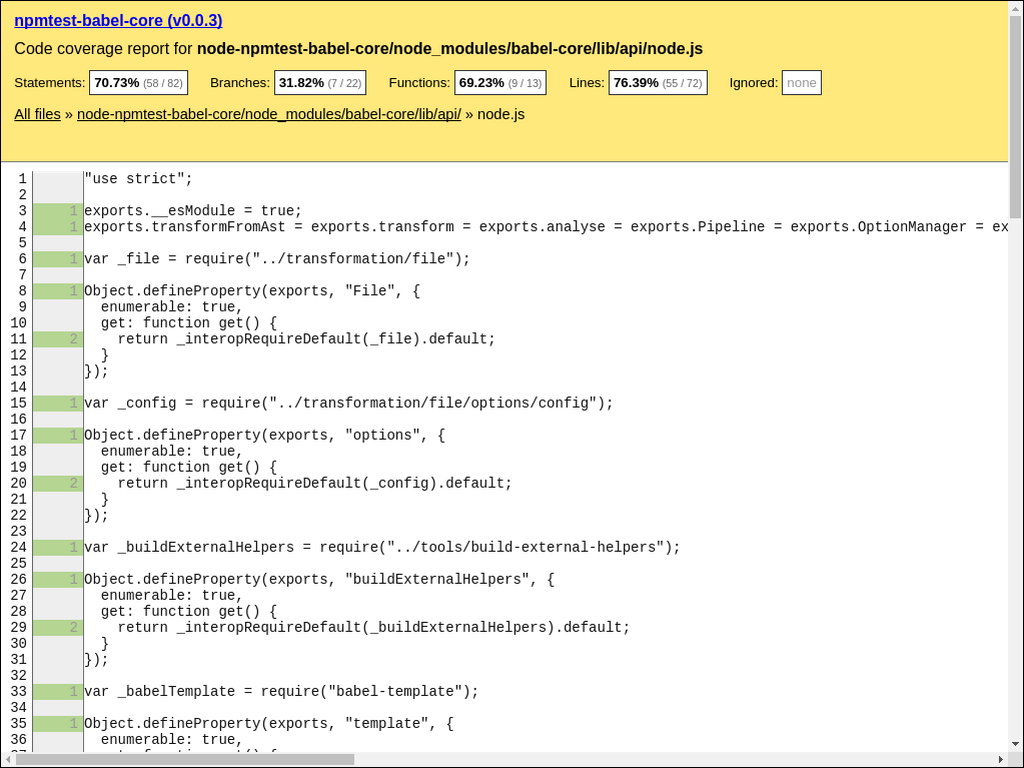 npmtest-babel-core (v0.0.3)
Code coverage report for node-npmtest-babel-core/node_modules/babel-core/lib/api/node.js
Statements: 70.73% (58 / 82) Branches: 31.82% (7 / 22) Functions: 69.23% (9 / 13) Lines: 76.39% (55 / 72) Ignored: none
All files » node-npmtest-babel-core/node_modules/babel-core/lib/api/ » node.js
1 "use strict";
2
3 1 exports.__esModule = true;
4 1 exports.transformFromAst = exports.transform = exports.analyse = exports.Pipeline = exports.OptionManager = ex
5
6 1 var _file = require("../transformation/file");
7
8 1 Object.defineProperty(exports, "File", {
9 enumerable: true,
10 get: function get() {
11 2 return _interopRequireDefault(_file).default;
12 }
13 });
14
15 1 var _config = require("../transformation/file/options/config");
16
17 1 Object.defineProperty(exports, "options", {
18 enumerable: true,
19 get: function get() {
20 2 return _interopRequireDefault(_config).default;
21 }
22 });
23
24 1 var _buildExternalHelpers = require("../tools/build-external-helpers");
25
26 1 Object.defineProperty(exports, "buildExternalHelpers", {
27 enumerable: true,
28 get: function get() {
29 2 return _interopRequireDefault(_buildExternalHelpers).default;
30 }
31 });
32
33 1 var _babelTemplate = require("babel-template");
34
35 1 Object.defineProperty(exports, "template", {
36 enumerable: true,